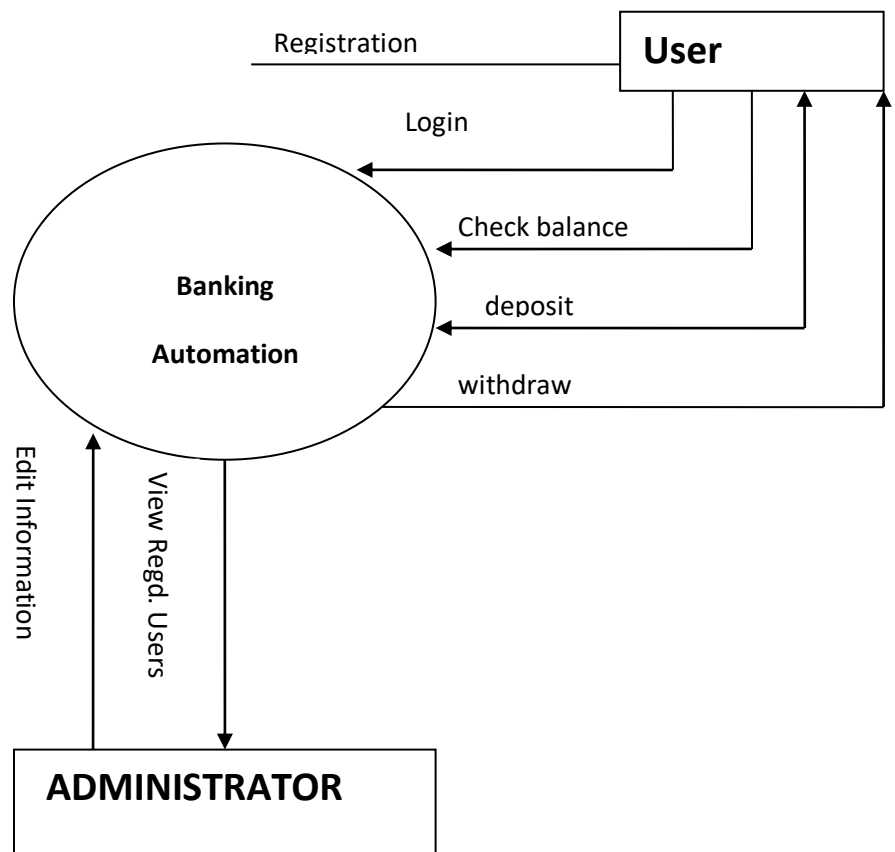 Registration
User
Login
Check balance
Banking
Automation
deposit
withdraw
Edit Information
View Regd. Users
ADMINISTRATOR